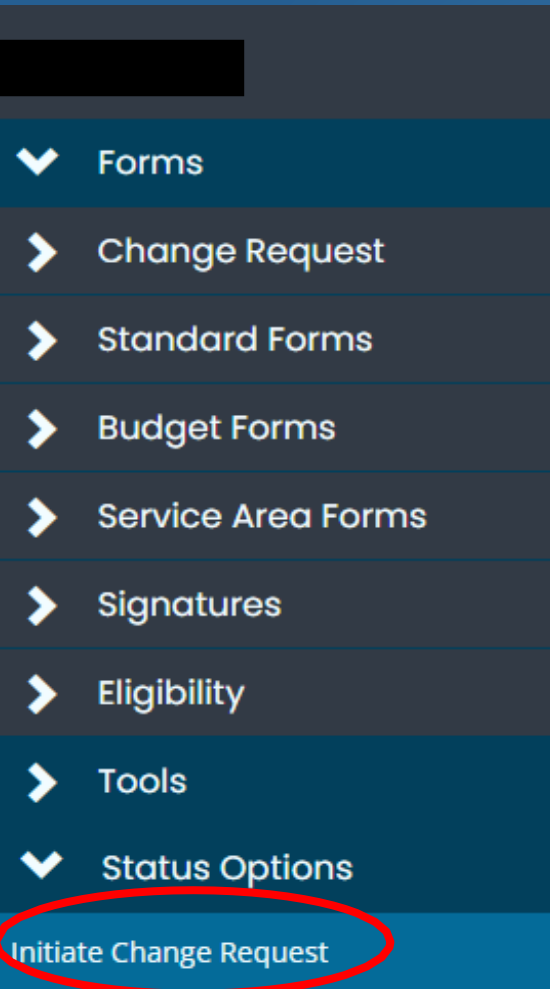 Forms
Change Request
Standard Forms
Budget Forms
Service Area Forms
Signatures
Eligibility
Tools
Status Options
Initiate Change Request